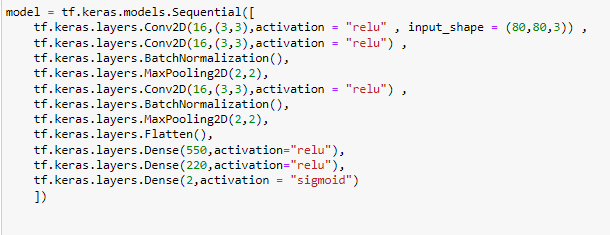 model = tf.keras.models.Sequential([
    tf.keras.layers.Conv2D(16,(3,3),activation = "relu" , input_shape = (80,80,3)) ,
    tf.keras.layers.Conv2D(16,(3,3),activation = "relu") ,
    tf.keras.layers.BatchNormalization(),
    tf.keras.layers.MaxPooling2D(2,2),
    tf.keras.layers.Conv2D(16,(3,3),activation = "relu") ,
    tf.keras.layers.BatchNormalization(),
    tf.keras.layers.MaxPooling2D(2,2),
    tf.keras.layers.Flatten(),
    tf.keras.layers.Dense(550,activation="relu"),
    tf.keras.layers.Dense(220,activation="relu"),
    tf.keras.layers.Dense(2,activation = "sigmoid")
    ])